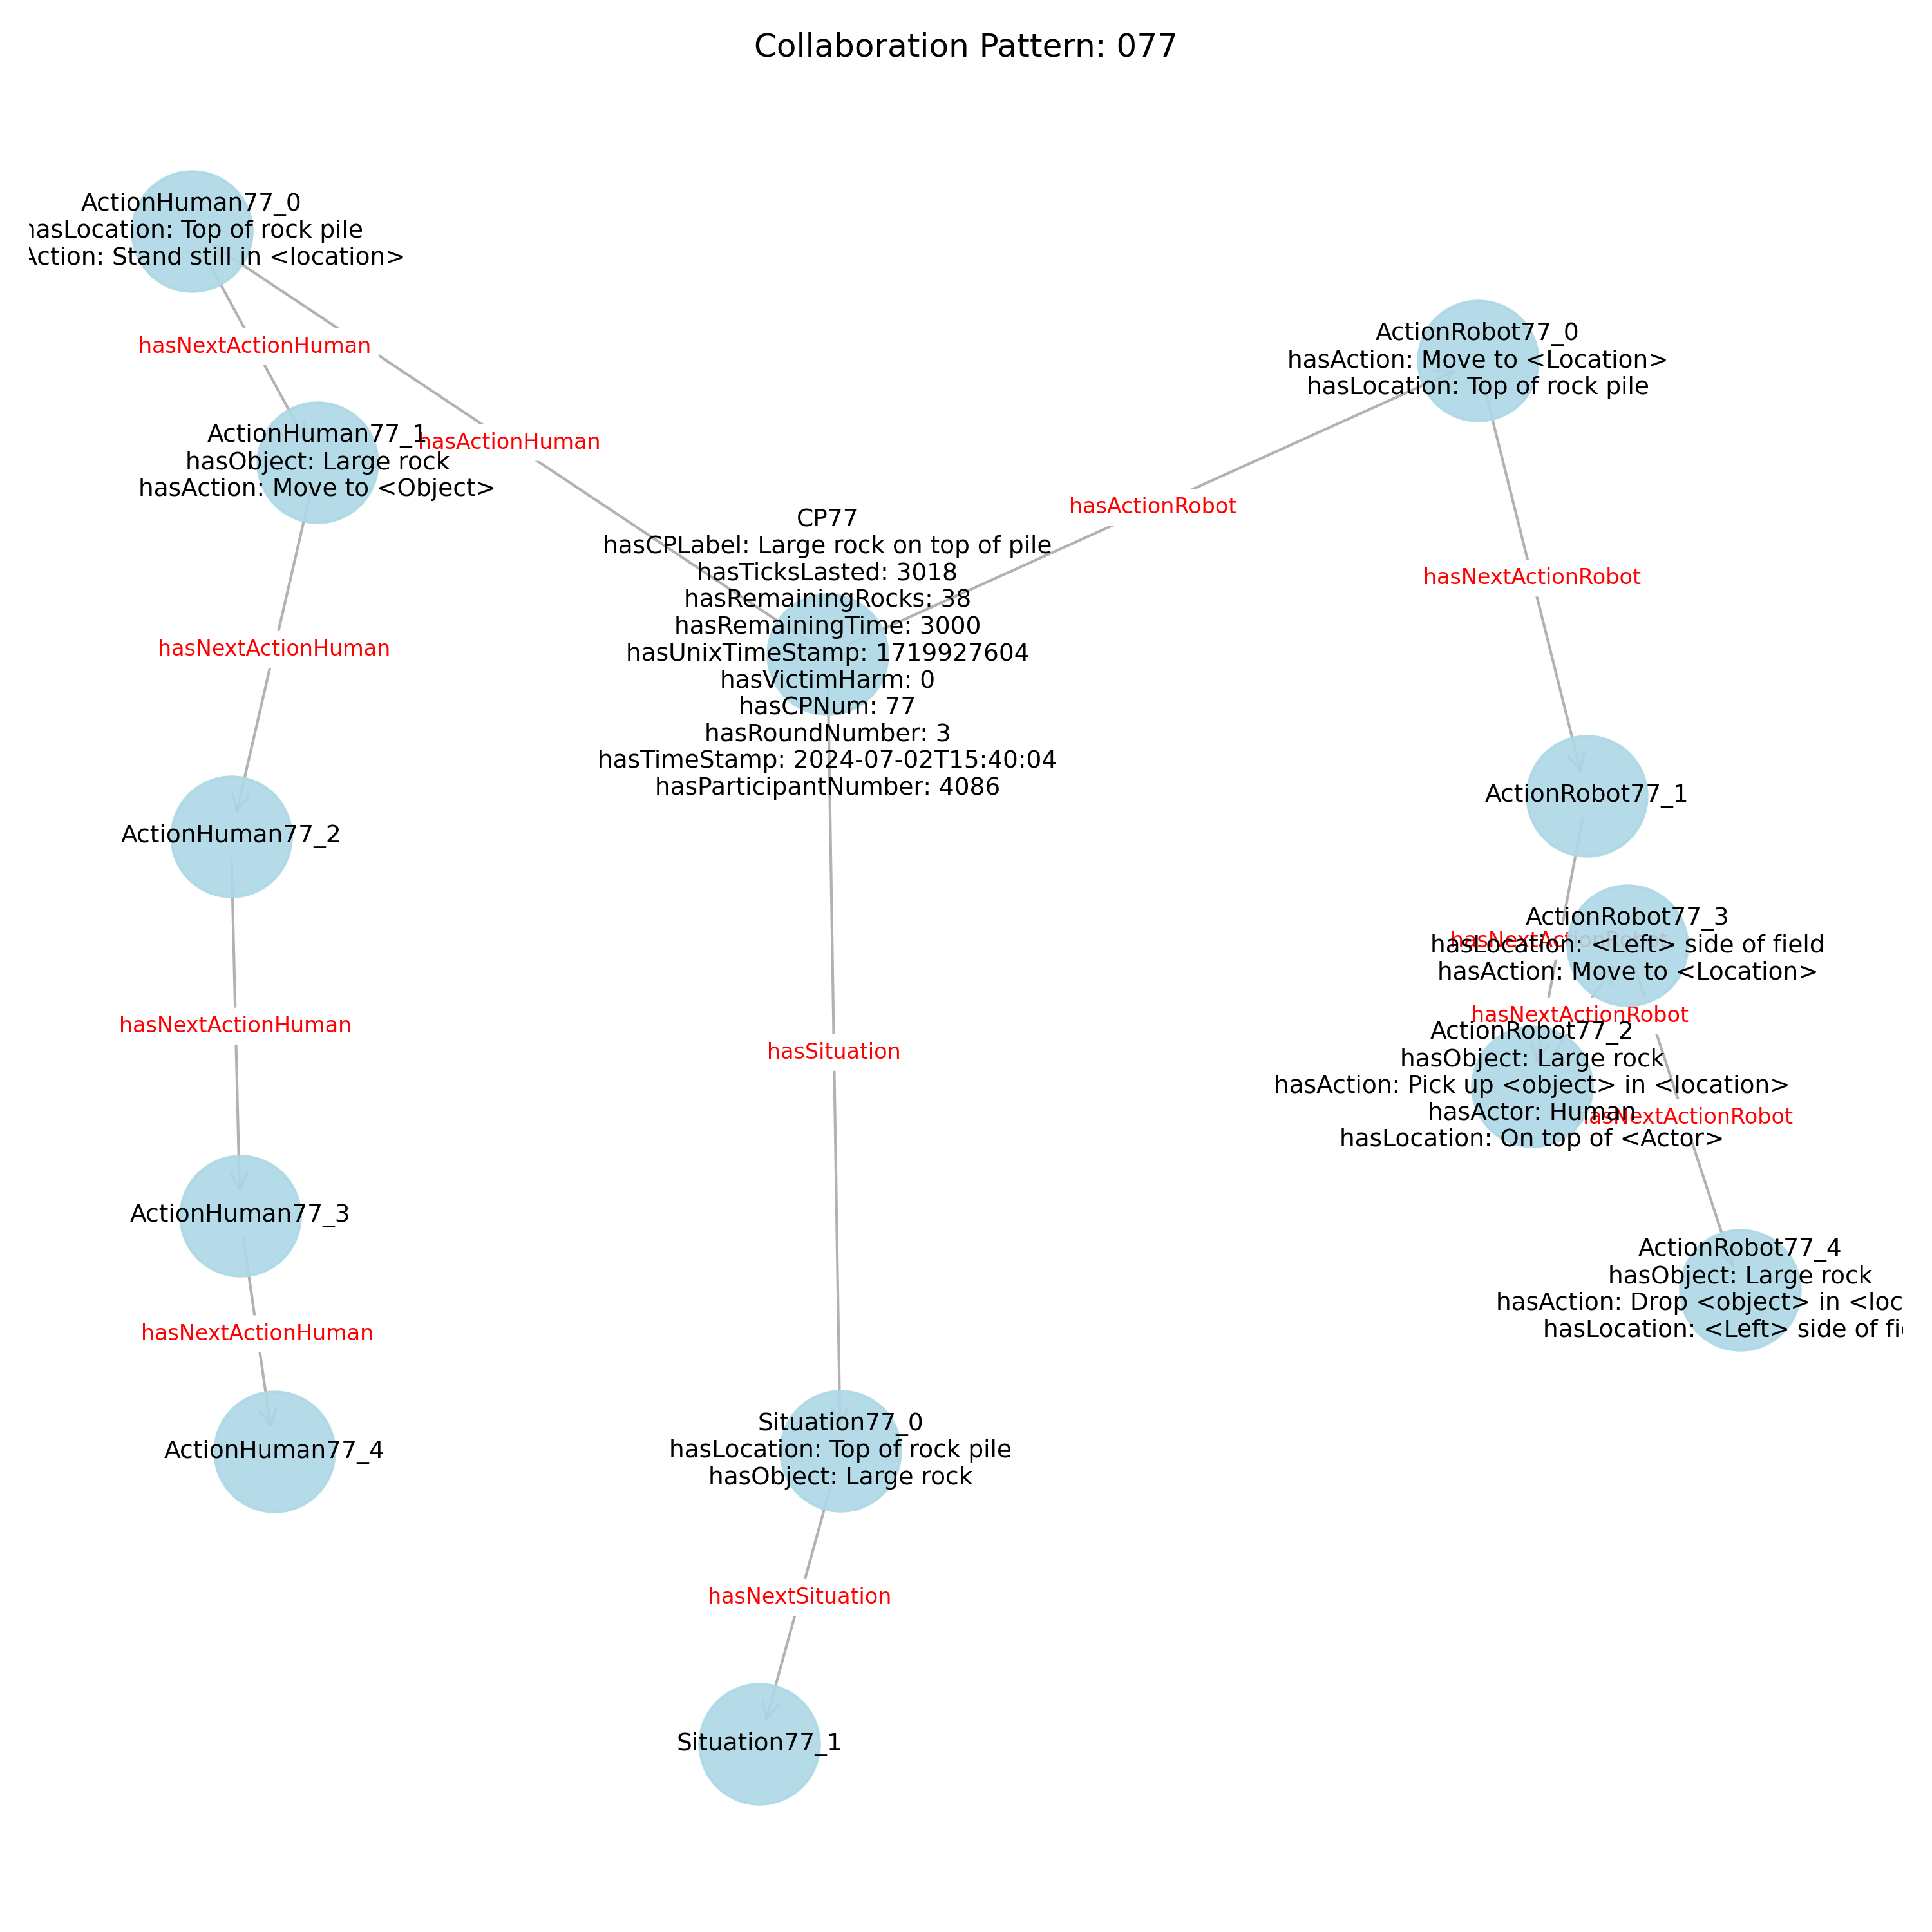 Collaboration Pattern: 077
ActionHuman77_0
hasLocation: Top of rock pile
Action: Stand still in <location>
hasNextActionHuman
ActionHuman77_1
hasObject: Large rock
hasAction: Move to <Object>
hasActionHuman
ActionRobot77_0
hasAction: Move to <Location>
hasLocation: Top of rock pile
hasActionRobot
CP77
hasCPLabel: Large rock on top of pile
hasTicksLasted: 3018
hasRemainingRocks: 38
hasRemainingTime: 3000
hasUnixTimeStamp: 1719927604
hasVictimHarm: 0
hasCPNum: 77
hasRoundNumber: 3
hasTimeStamp: 2024-07-02T15:40:04
hasParticipantNumber: 4086
hasNextActionRobot
hasNextActionHuman
ActionRobot77_1
ActionHuman77_2
hasNextActionRobot
ActionRobot77_3
hasLocation: <Left> side of field
hasAction: Move to <Location>
hasNextActionRobot
ActionRobot77_2
hasObject: Large rock
hasAction: Pick up <object> in <location>
hasActor: Human
hasLocation: On top of <Actor>
hasNextActionRobot
hasNextActionHuman
hasSituation
ActionHuman77_3
ActionRobot77_4
hasObject: Large rock
hasAction: Drop <object> in <loc
hasLocation: <Left> side of fi
hasNextActionHuman
ActionHuman77_4
Situation77_0
hasLocation: Top of rock pile
hasObject: Large rock
hasNextSituation
Situation77_1